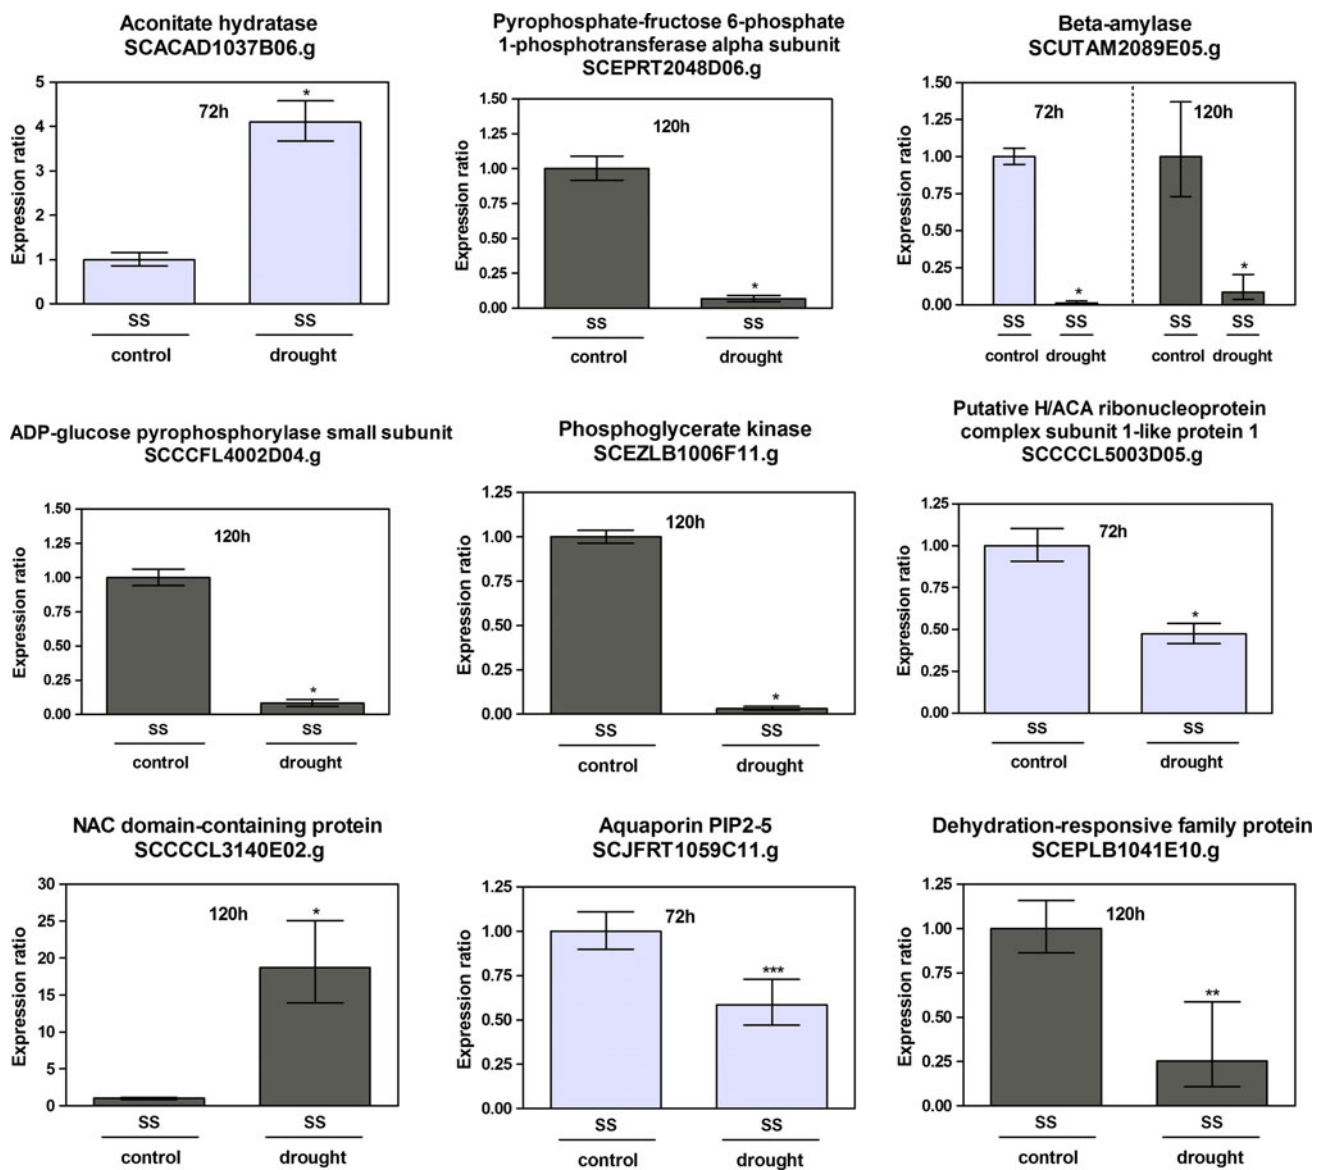 Aconitate hydratase
SCACAD1037B06.g
Expression ratio
5
4
3
2
1
0
72h
*
SS
SS
control
drought
Pyrophosphate-fructose 6-phosphate
1-phosphotransferase alpha subunit
SCEPRT2048D06.g
Expression ratio
1.50
1.25
1.00
0.75
0.50
0.25
0.00
120h
*
SS
SS
control
drought
Beta-amylase
SCUTAM2089E05.g
Expression ratio
1.50
1.25
1.00
0.75
0.50
0.25
0.00
72h
120h
*
*
SS
SS
SS
SS
control
drought
control
drought
ADP-glucose pyrophosphorylase small subunit
SCCCFL4002D04.g
Expression ratio
1.50
1.25
1.00
0.75
0.50
0.25
0.00
120h
*
SS
SS
control
drought
Phosphoglycerate kinase
SCEZLB1006F11.g
Expression ratio
1.25
1.00
0.75
0.50
0.25
0.00
120h
*
SS
SS
control
drought
Putative H/ACA ribonucleoprotein
complex subunit 1-like protein 1
SCCCCL5003D05.g
Expression ratio
1.25
1.00
0.75
0.50
0.25
0.00
72h
*
SS
SS
control
drought
NAC domain-containing protein
SCCCCL3140E02.g
Expression ratio
30
25
20
15
10
5
0
120h
*
SS
SS
control
drought
Aquaporin PIP2-5
SCJFRT1059C11.g
Expression ratio
1.25
1.00
0.75
0.50
0.25
0.00
72h
***
SS
SS
control
drought
Dehydration-responsive family protein
SCEPLB1041E10.g
Expression ratio
1.25
1.00
0.75
0.50
0.25
0.00
120h
**
SS
SS
control
drought